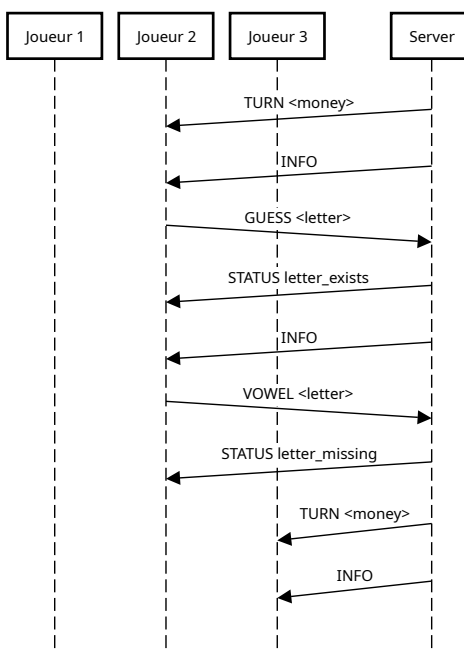 Joueur 1
Joueur 2
Joueur 3
Server
TURN <money>
INFO
GUESS <letter>
STATUS letter_exists
INFO
VOWEL <letter>
STATUS letter_missing
TURN <money>
INFO